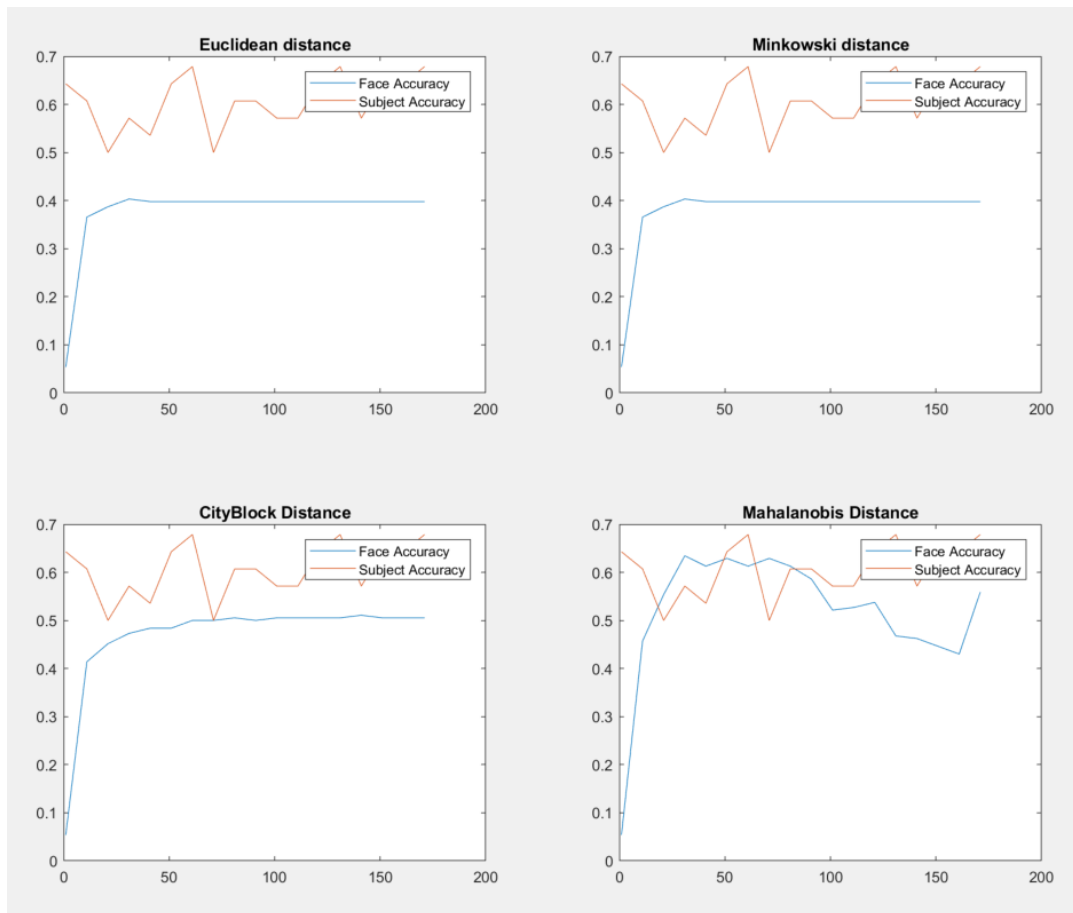 Euclidean distance
0.7
0.6
0.5
0.4
0.3
0.2
0.1
0
0 50 100 150 200
Face Accuracy
Subject Accuracy
Minkowski distance
0.7
0.6
0.5
0.4
0.3
0.2
0.1
0
0 50 100 150 200
Face Accuracy
Subject Accuracy
CityBlock Distance
0.7
0.6
0.5
0.4
0.3
0.2
0.1
0
0 50 100 150 200
Face Accuracy
Subject Accuracy
Mahalanobis Distance
0.7
0.6
0.5
0.4
0.3
0.2
0.1
0
0 50 100 150 200
Face Accuracy
Subject Accuracy